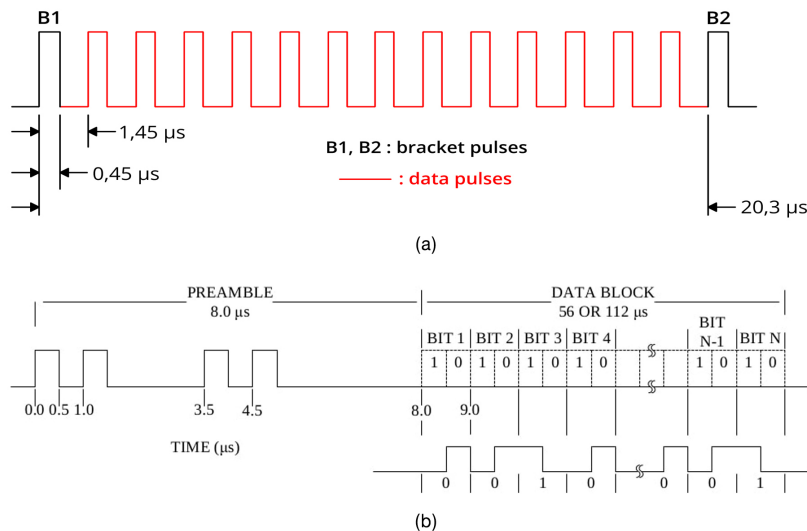 B1 B2
1,45 µs
B1, B2 : bracket pulses
0,45 µs
: data pulses
20,3 µs
(a)
PREAMBLE
8.0 µs
DATA BLOCK
56 OR 112 µs
BIT 1 BIT 2 BIT 3 BIT 4 BIT N-1 BIT N
1 0 1 0 1 0 1 0 1 0 1 0
0.0 0.5 1.0 3.5 4.5 8.0 9.0
TIME (µs)
0 0 1 0 0 0 1
(b)